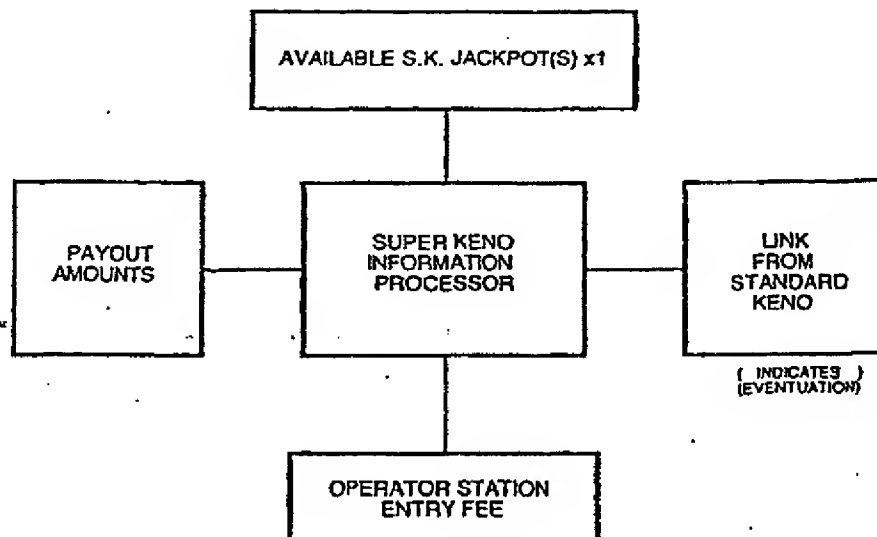 AVAILABLE S.K. JACKPOT(S) x1
PAYOUT
AMOUNTS
SUPER KENO
INFORMATION
PROCESSOR
LINK
FROM
STANDARD
KENO
( INDICATES )
(EVENTUATION)
OPERATOR STATION
ENTRY FEE